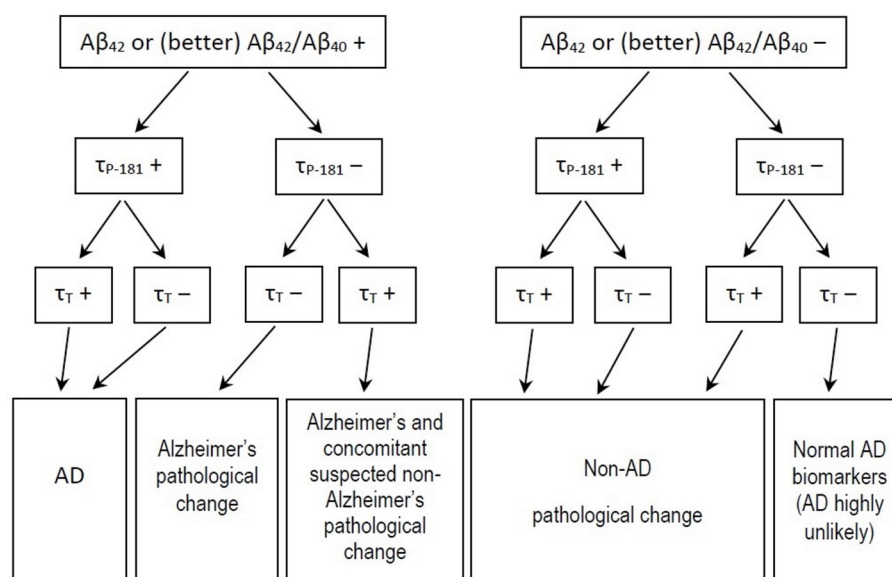 Aβ₄₂ or (better) Aβ₄₂/Aβ₄₀ +
Aβ₄₂ or (better) Aβ₄₂/Aβ₄₀ –
τP-181 +
τP-181 –
τP-181 +
τP-181 –
τT +
τT –
τT –
τT +
τT +
τT –
τT +
τT –
AD
Alzheimer's
pathological
change
Alzheimer's and
concomitant
suspected non-
Alzheimer's
pathological
change
Non-AD
pathological change
Normal AD
biomarkers
(AD highly
unlikely)